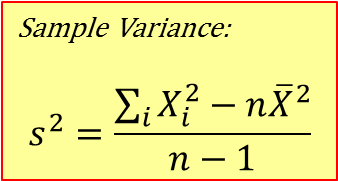 Sample Variance:
s² = (∑ᵢ Xᵢ² − nX̄²) / (n − 1)